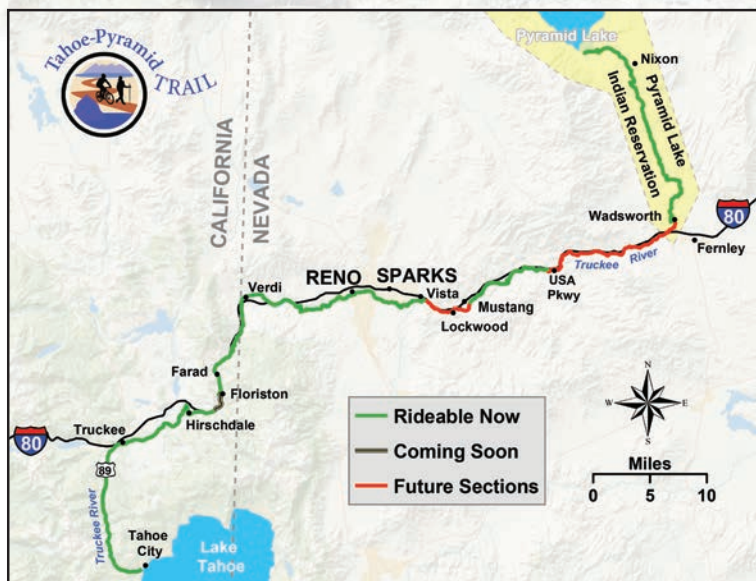 Tahoe-Pyramid
TRAIL
Pyramid Lake
Nixon
Pyramid Lake
Indian Reservation
CALIFORNIA
NEVADA
Wadsworth
80
Fernley
Truckee River
USA
Pkwy
RENO
SPARKS
Verdi
Vista
Mustang
Lockwood
Farad
Floriston
Truckee
Hirschdale
80
89
Truckee River
Tahoe
City
Lake
Tahoe
Rideable Now
Coming Soon
Future Sections
N
W
E
S
Miles
0 5 10